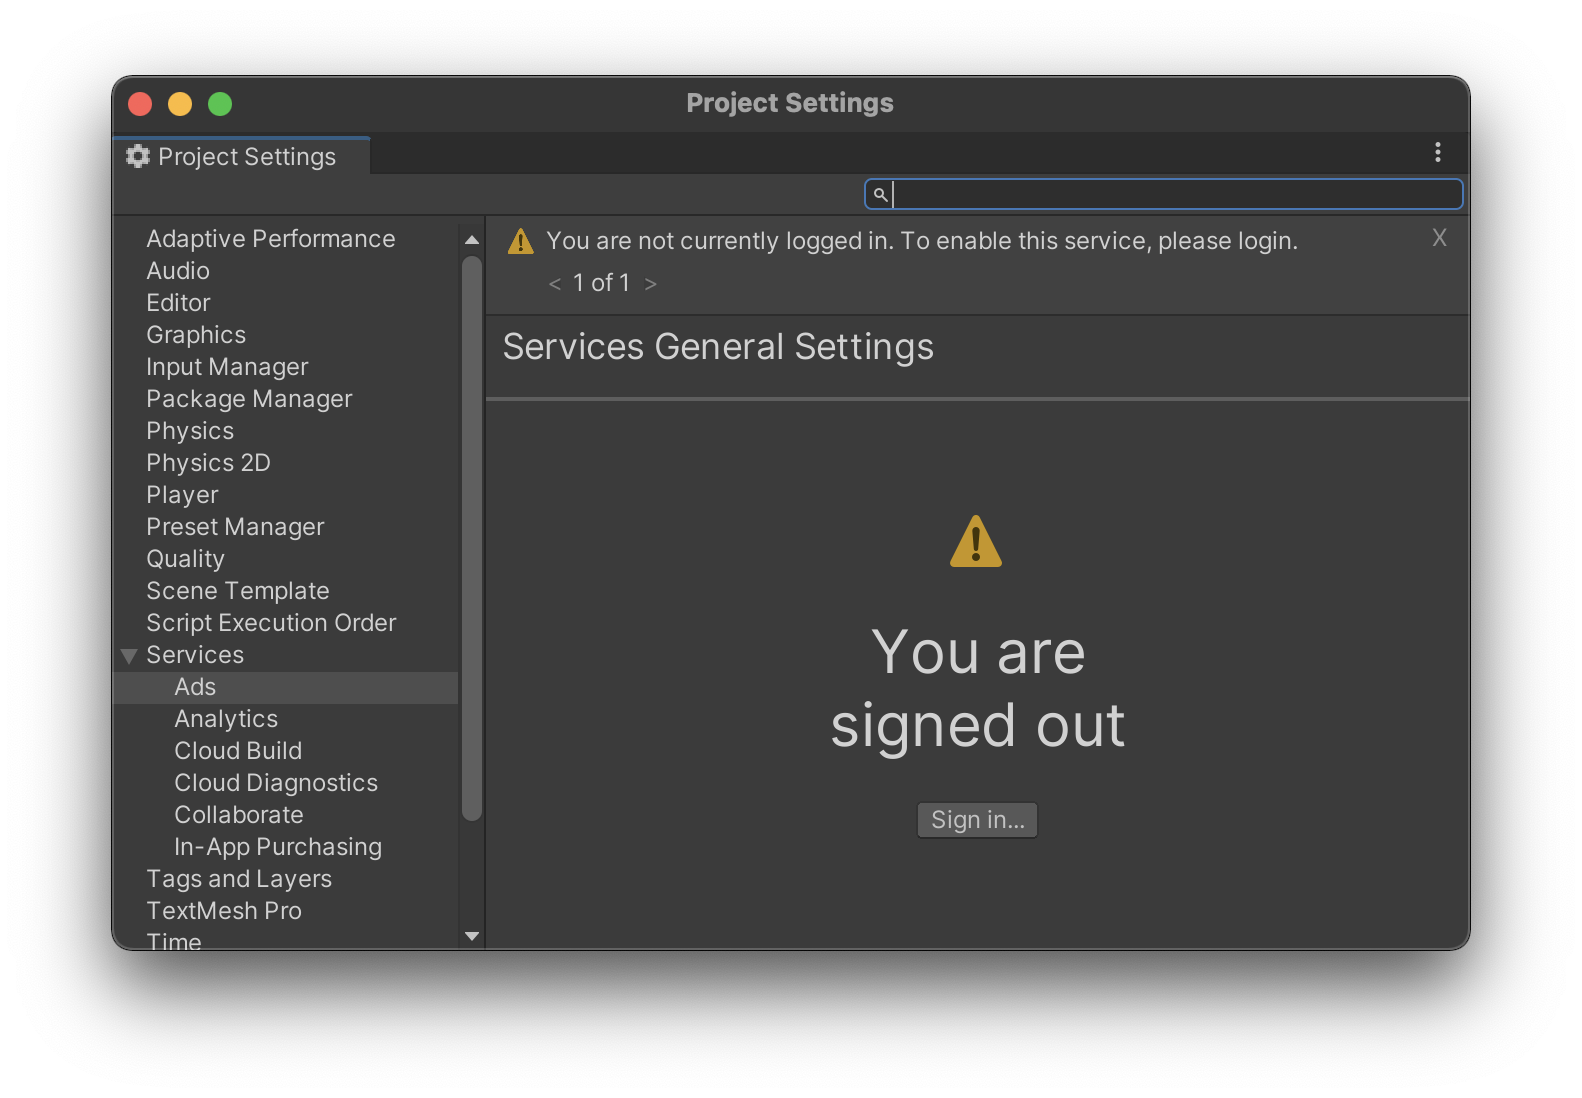 Project Settings
Project Settings
Adaptive Performance
Audio
Editor
Graphics
Input Manager
Package Manager
Physics
Physics 2D
Player
Preset Manager
Quality
Scene Template
Script Execution Order
Services
Ads
Analytics
Cloud Build
Cloud Diagnostics
Collaborate
In-App Purchasing
Tags and Layers
TextMesh Pro
Time
You are not currently logged in. To enable this service, please login.
X
< 1 of 1 >
Services General Settings
You are
signed out
Sign in...